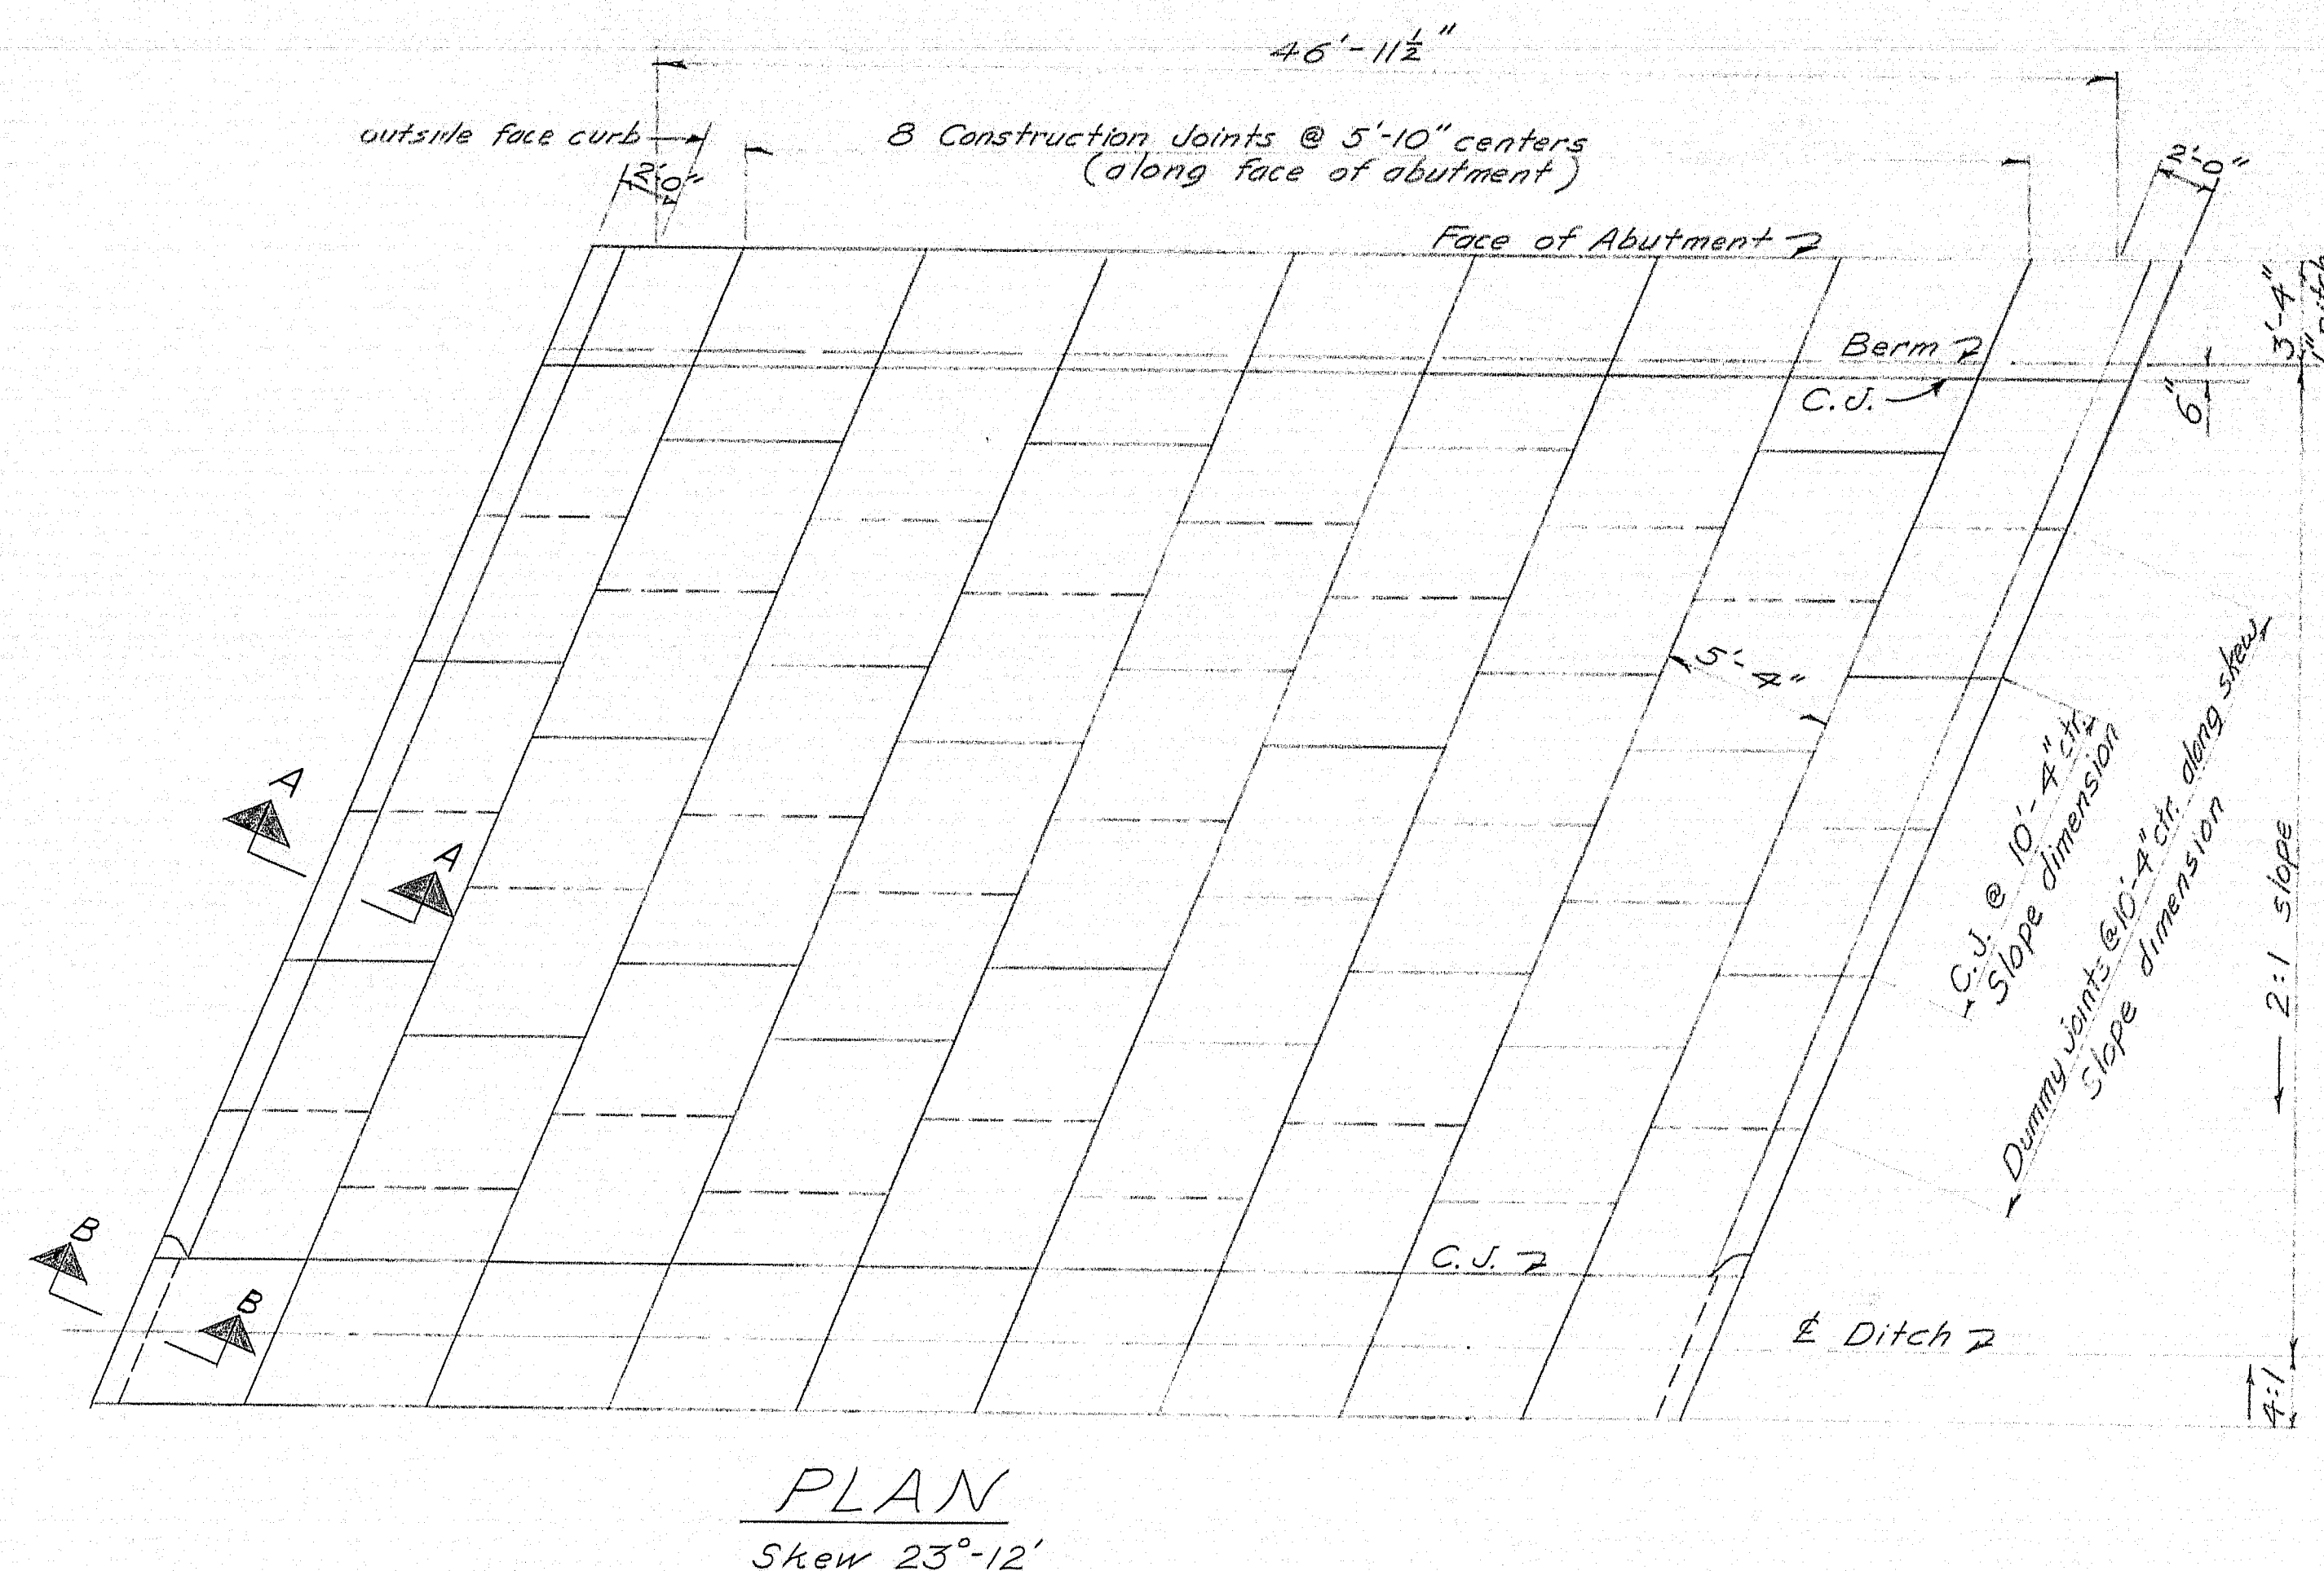 46'-11½"
outside face curb
8 Construction Joints @ 5'-10" centers
(along face of abutment)
2'-0"
2'-0"
Face of Abutment
3'-4"
Berm
C.J.
6"
5'-4"
A
A
C.J. @ 10'-4" ctr.
Slope dimension
Dummy joints @ 10'-4" ctr. along skew
Slope dimension
2:1 slope
B
B
C.J.
℄ Ditch
4:1
PLAN
Skew 23°-12'